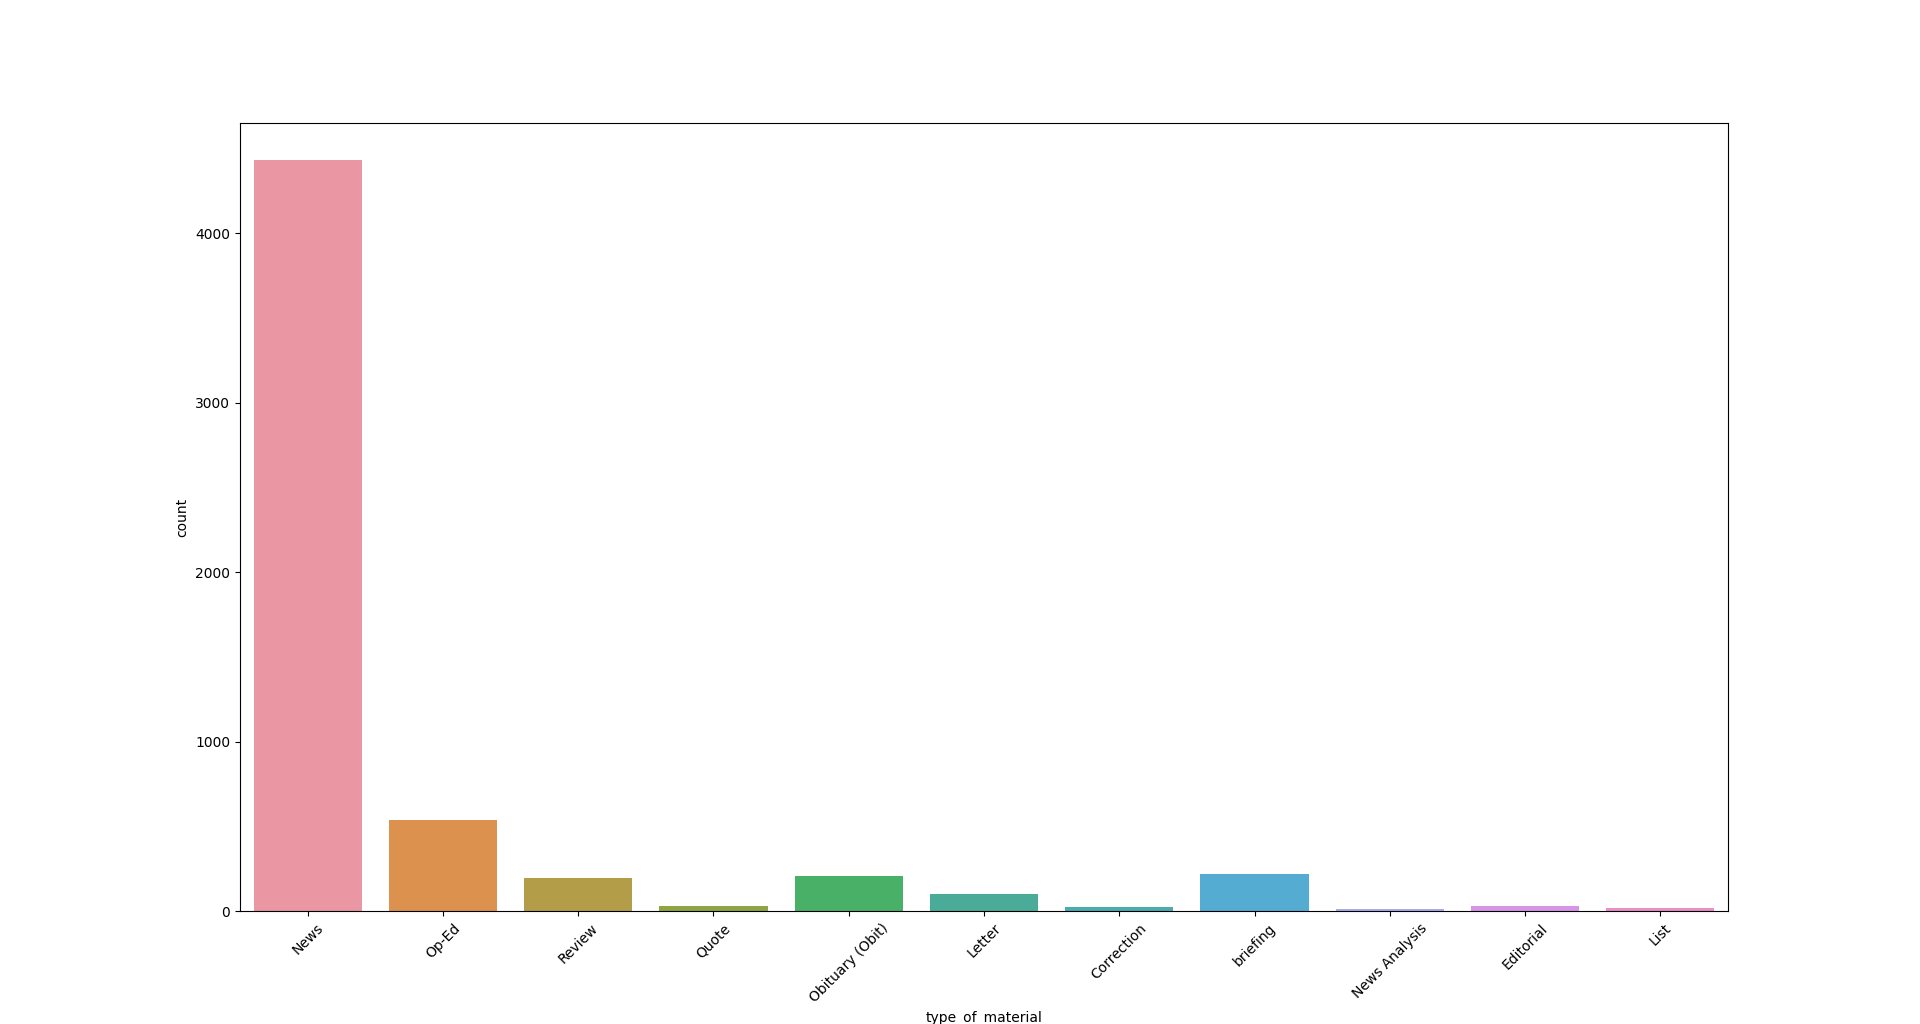 4000
3000
2000
1000
0
count
News
Op-Ed
Review
Quote
Obituary (Obit)
Letter
Correction
briefing
News Analysis
Editorial
List
type_of_material